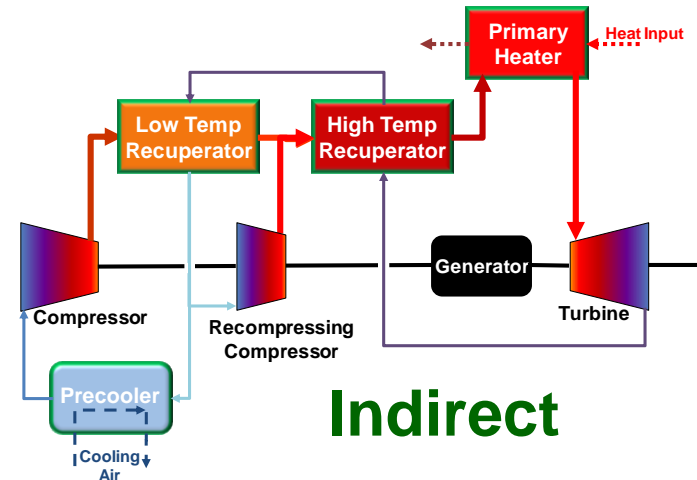 Primary
Heater
Heat Input
Low Temp
Recuperator
High Temp
Recuperator
Generator
Compressor
Recompressing
Compressor
Turbine
Precooler
Cooling
Air
Indirect